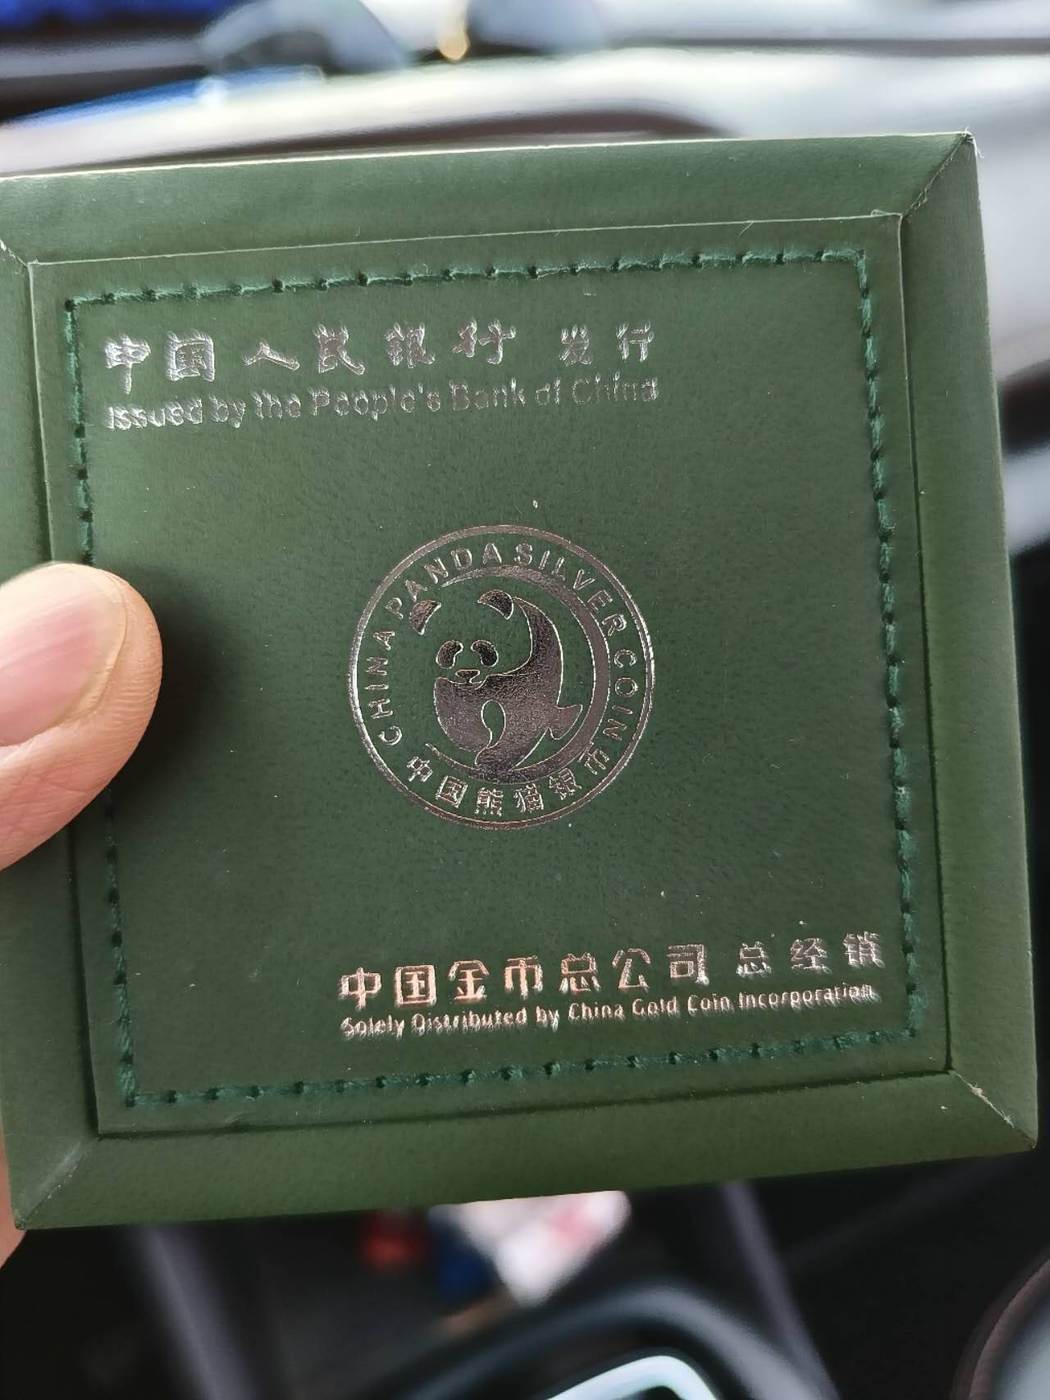 中国人民银行 发行
Issued by the People's Bank of China
CHINA PANDA SILVER COIN
中国熊猫银币
中国金币总公司 总经销
Solely Distributed by China Gold Coin Incorporation